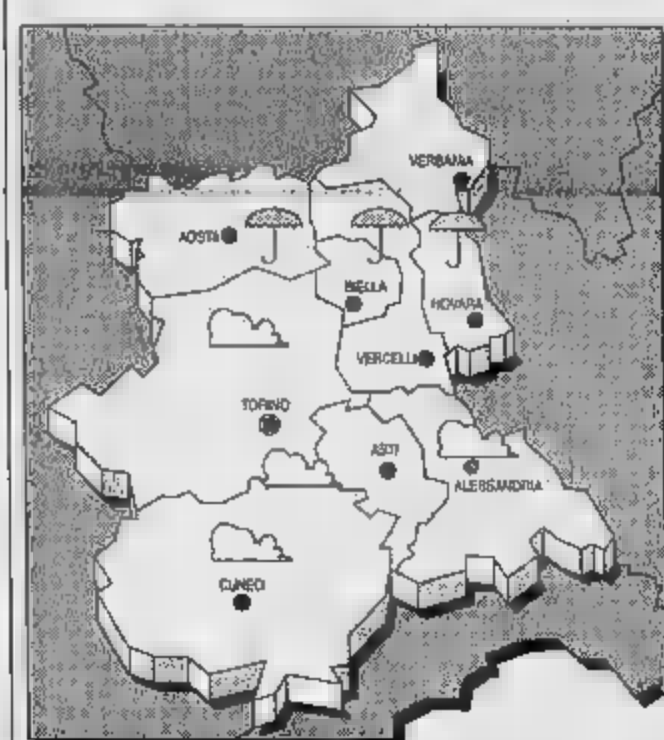 VERBANIA
AOSTA
BIELLA
NOVARA
VERCELLI
TORINO
ASTI
ALESSANDRIA
CUNEO